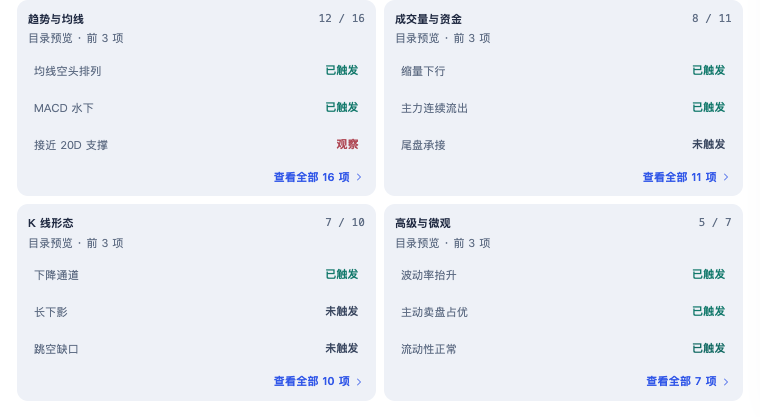 趋势与均线 12 / 16
目录预览 · 前 3 项
均线空头排列 已触发
MACD 水下 已触发
接近 20D 支撑 观察
查看全部 16 项 >
成交量与资金 8 / 11
目录预览 · 前 3 项
缩量下行 已触发
主力连续流出 已触发
尾盘承接 未触发
查看全部 11 项 >
K 线形态 7 / 10
目录预览 · 前 3 项
下降通道 已触发
长下影 未触发
跳空缺口 未触发
查看全部 10 项 >
高级与微观 5 / 7
目录预览 · 前 3 项
波动率抬升 已触发
主动卖盘占优 已触发
流动性正常 已触发
查看全部 7 项 >